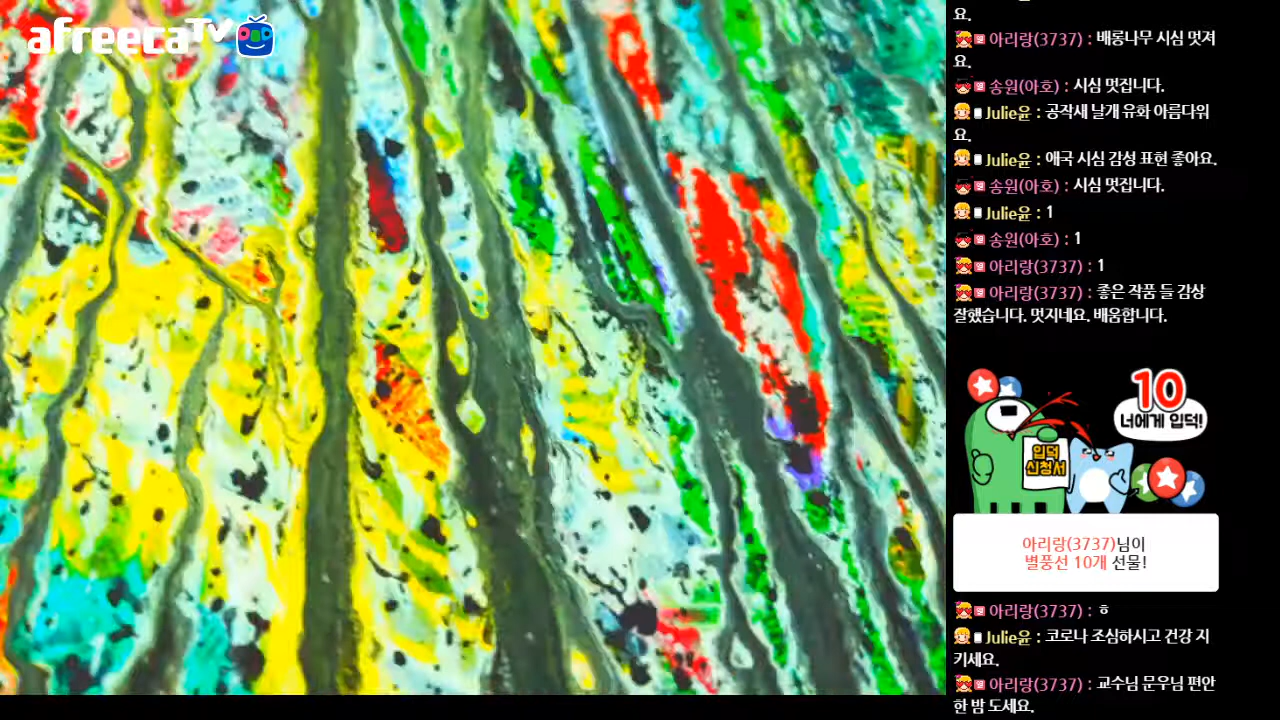 afreecaTV
요.
아리랑(3737) : 배롱나무 시심 멋져
요.
송원(아호) : 시심 멋집니다.
Julie윤 : 공작새 날개 유화 아름다워
요.
Julie윤 : 애국 시심 감성 표현 좋아요.
송원(아호) : 시심 멋집니다.
Julie윤 : 1
송원(아호) : 1
아리랑(3737) : 1
아리랑(3737) : 좋은 작품 들 감상
잘했습니다. 멋지네요. 배움합니다.
10
너에게 입덕!
입덕
신청서
아리랑(3737)님이
별풍선 10개 선물!
아리랑(3737) : ㅎ
Julie윤 : 코로나 조심하시고 건강 지
키세요.
아리랑(3737) : 교수님 문우님 편안
한 밤 도세요.